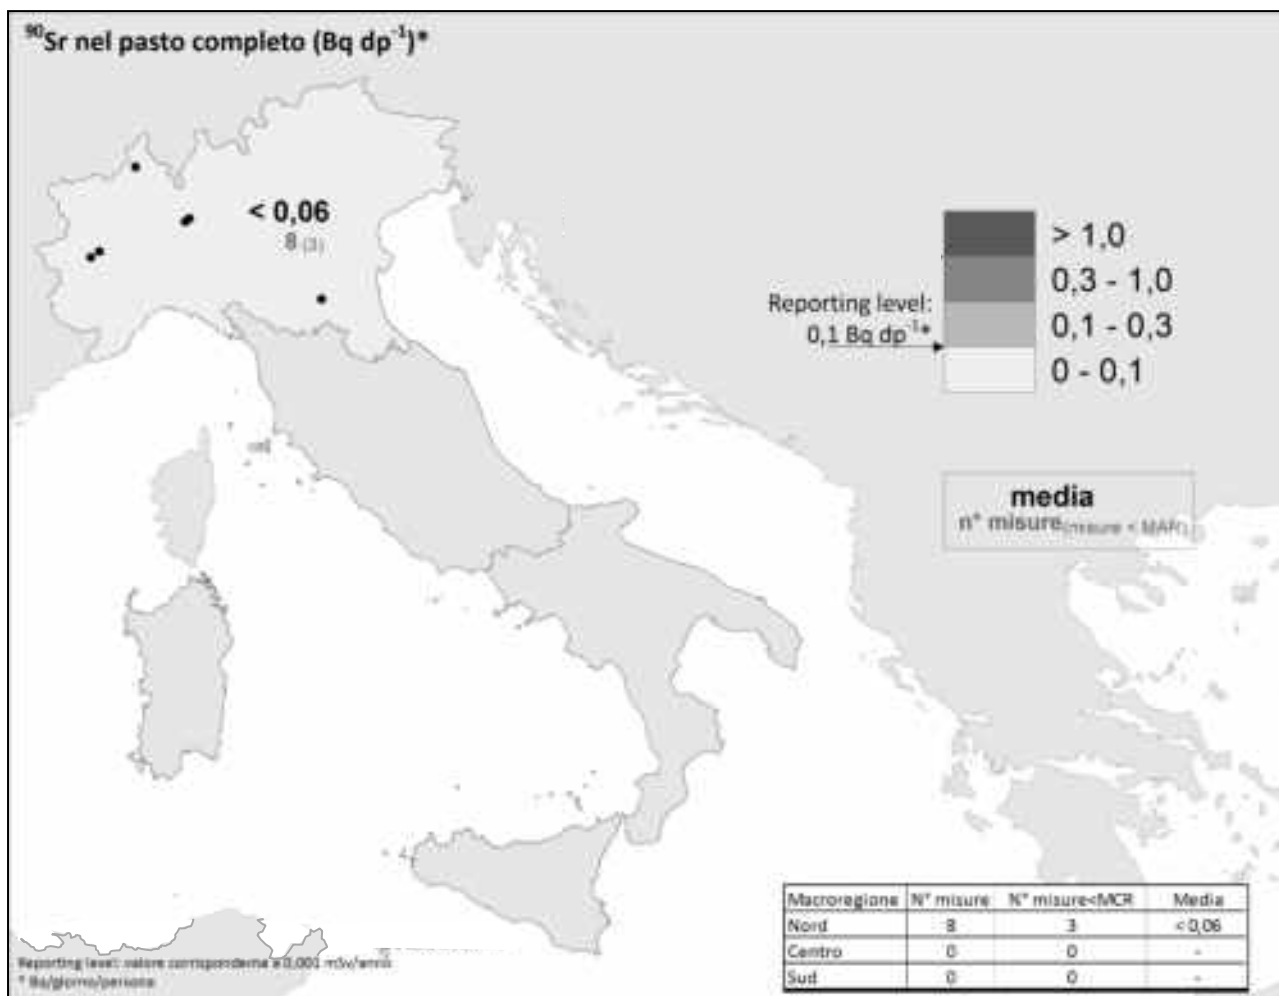 ⁹⁰Sr nel pasto completo (Bq dp⁻¹)*
< 0,06
8 (3)
> 1,0
0,3 - 1,0
0,1 - 0,3
0 - 0,1
Reporting level:
0,1 Bq dp⁻¹*
media
n° misure(misure < MAR)
Macroregione N° misure N° misure<MCR Media
Nord 8 3 < 0,06
Centro 0 0 -
Sud 0 0 -
Reporting level: valore corrispondente a 0,001 mSv/anno
* Bq/giorno/persona